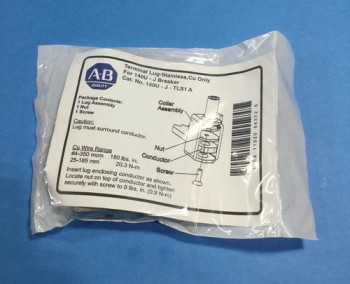 Terminal Lug-Stainless,Cu Only
For 140U - J Breaker
Cat. No. 140U - J - TLS1A
AB
QUALITY
Package Contents:
1 Lug Assembly
1 Nut
1 Screw
Collar
Assembly
Caution:
Lug must surround conductor.
Nut
Conductor
Screw
Cu Wire Range
#4-350 mcm 180 lbs. in.
25-185 mm² 20.3 N-m
Insert lug enclosing conductor as shown.
Locate nut on top of conductor and tighten
securely with screw to 8 lbs. in. (0.9 N-m)